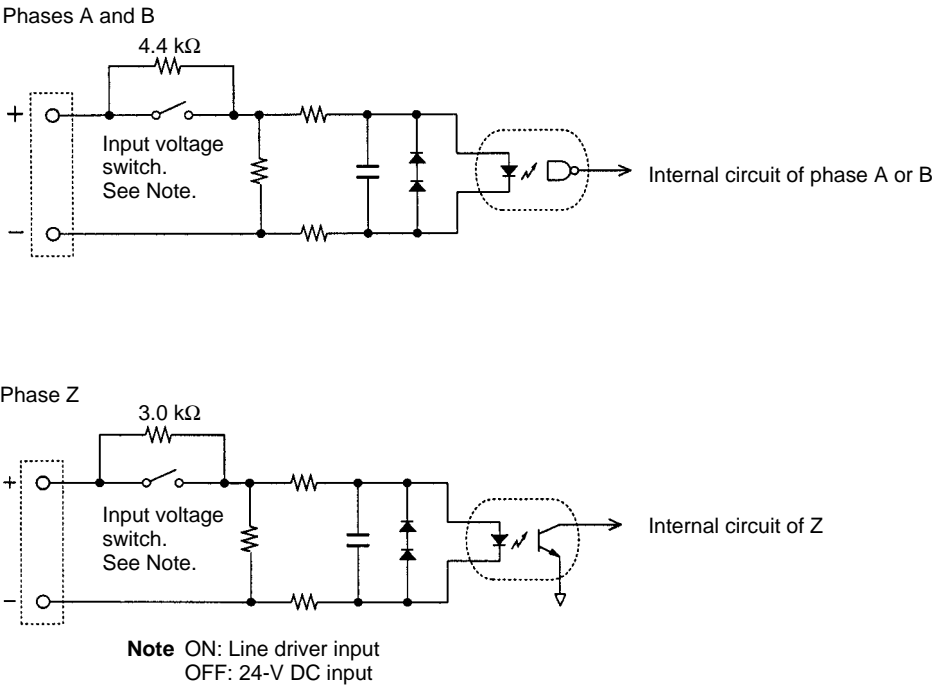 Phases A and B
4.4 kΩ
+
Input voltage
switch.
See Note.
Internal circuit of phase A or B
−
Phase Z
3.0 kΩ
+
Input voltage
switch.
See Note.
Internal circuit of Z
−
Note ON: Line driver input
OFF: 24-V DC input